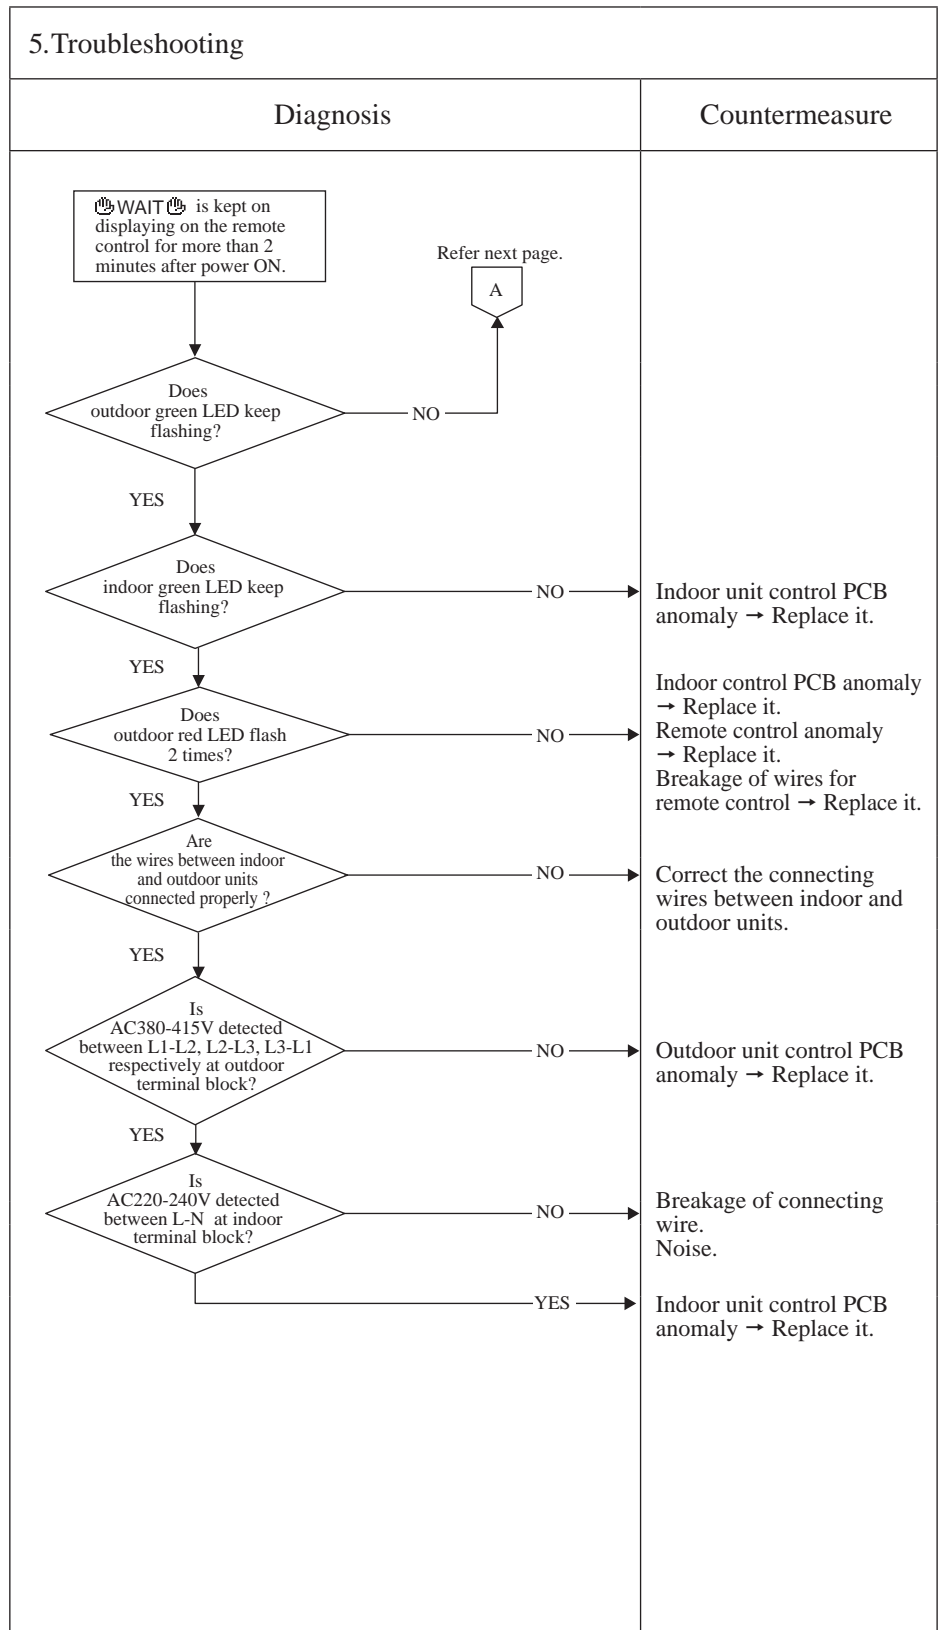 5.Troubleshooting
Diagnosis
Countermeasure
WAIT is kept on
displaying on the remote
control for more than 2
minutes after power ON.
Refer next page.
A
Does
outdoor green LED keep
flashing?
NO
YES
Does
indoor green LED keep
flashing?
NO
Indoor unit control PCB
anomaly → Replace it.
YES
Does
outdoor red LED flash
2 times?
NO
Indoor control PCB anomaly
→ Replace it.
Remote control anomaly
→ Replace it.
Breakage of wires for
remote control → Replace it.
YES
Are
the wires between indoor
and outdoor units
connected properly ?
NO
Correct the connecting
wires between indoor and
outdoor units.
YES
Is
AC380-415V detected
between L1-L2, L2-L3, L3-L1
respectively at outdoor
terminal block?
NO
Outdoor unit control PCB
anomaly → Replace it.
YES
Is
AC220-240V detected
between L-N at indoor
terminal block?
NO
Breakage of connecting
wire.
Noise.
YES
Indoor unit control PCB
anomaly → Replace it.